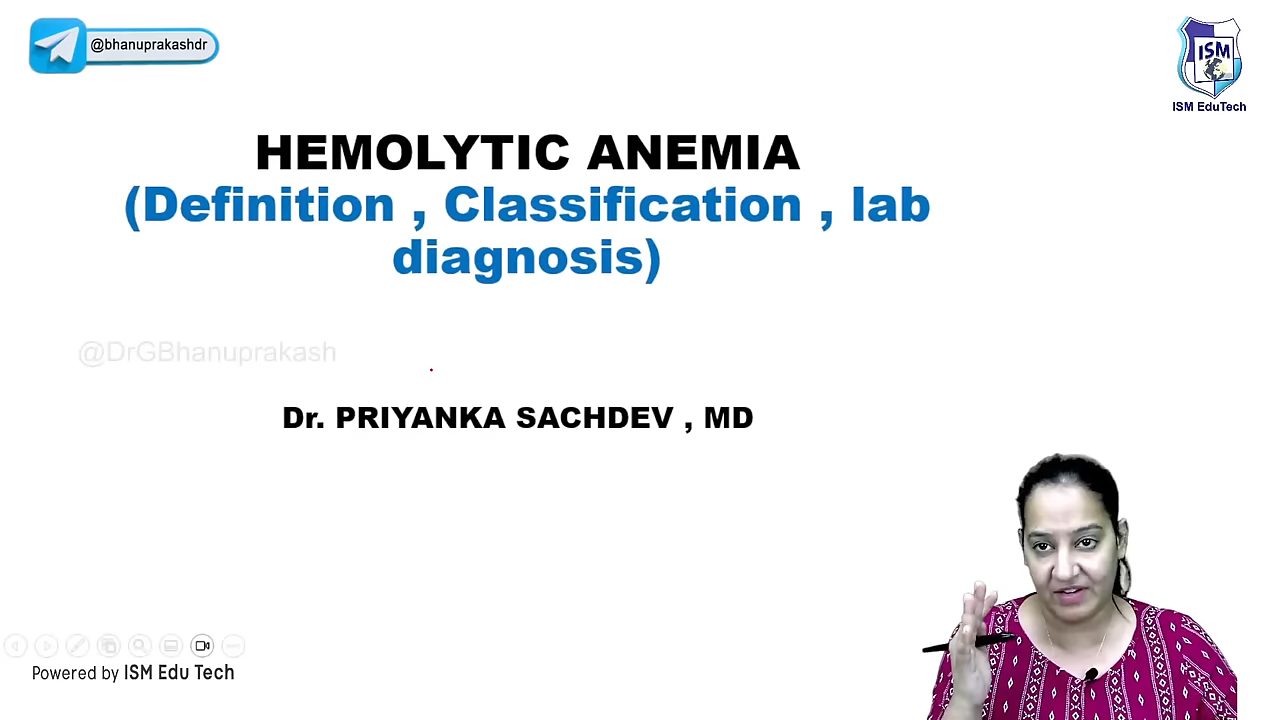 @bhanuprakashdr
ISM
ISM EduTech
HEMOLYTIC ANEMIA
(Definition , Classification , lab
diagnosis)
@DrGBhanuprakash
Dr. PRIYANKA SACHDEV , MD
Powered by ISM Edu Tech